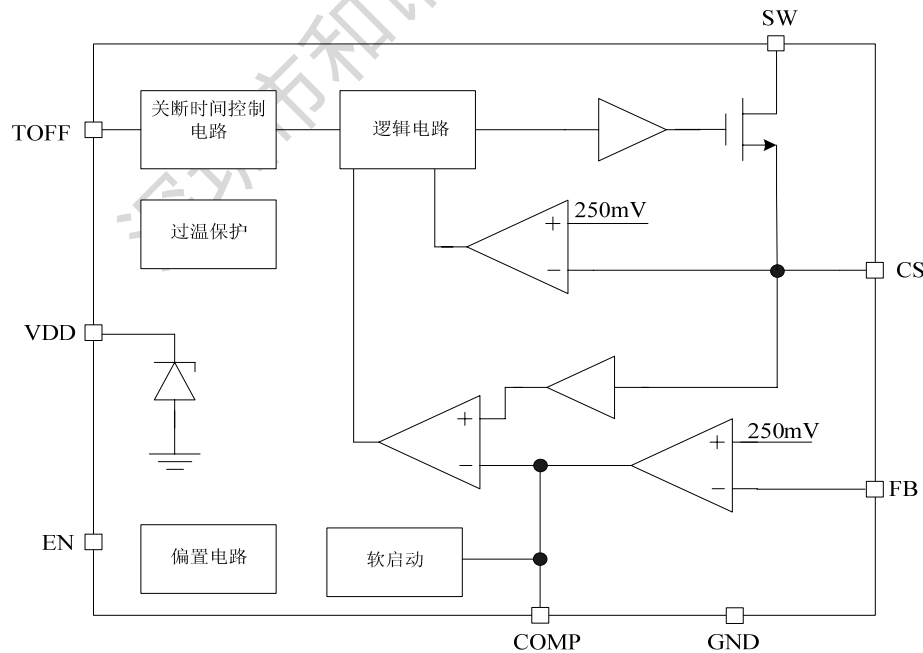 SW
关断时间控制
电路
逻辑电路
TOFF
250mV
+
−
过温保护
CS
VDD
+
−
250mV
+
−
FB
EN
偏置电路
软启动
COMP
GND